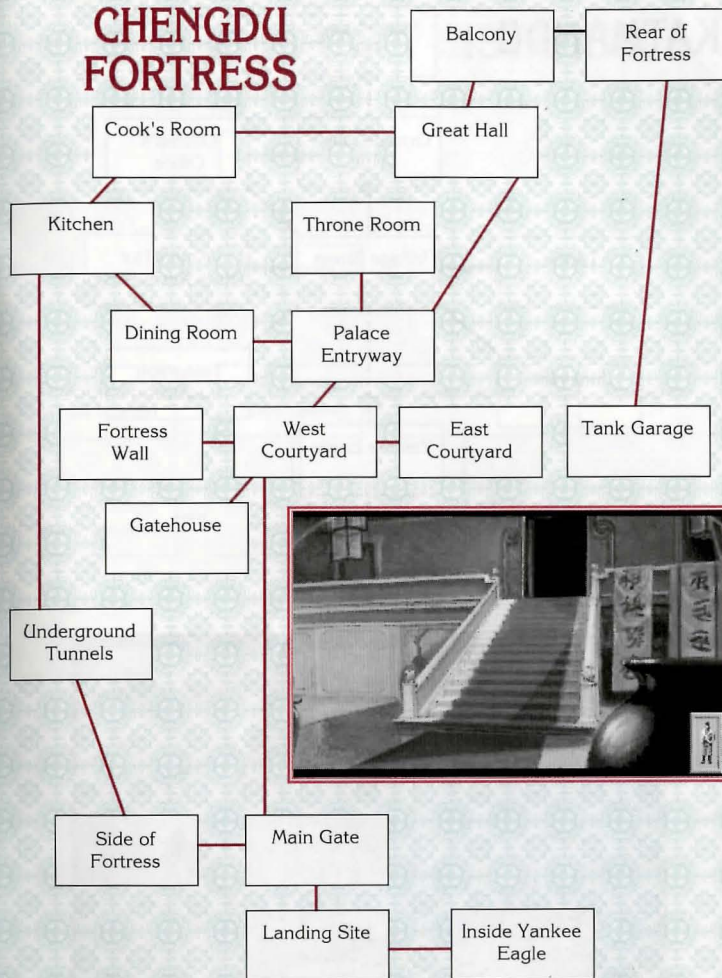 CHENGDU
FORTRESS
Balcony
Rear of
Fortress
Cook's Room
Great Hall
Kitchen
Throne Room
Dining Room
Palace
Entryway
Fortress
Wall
West
Courtyard
East
Courtyard
Tank Garage
Gatehouse
Underground
Tunnels
Side of
Fortress
Main Gate
Landing Site
Inside Yankee
Eagle